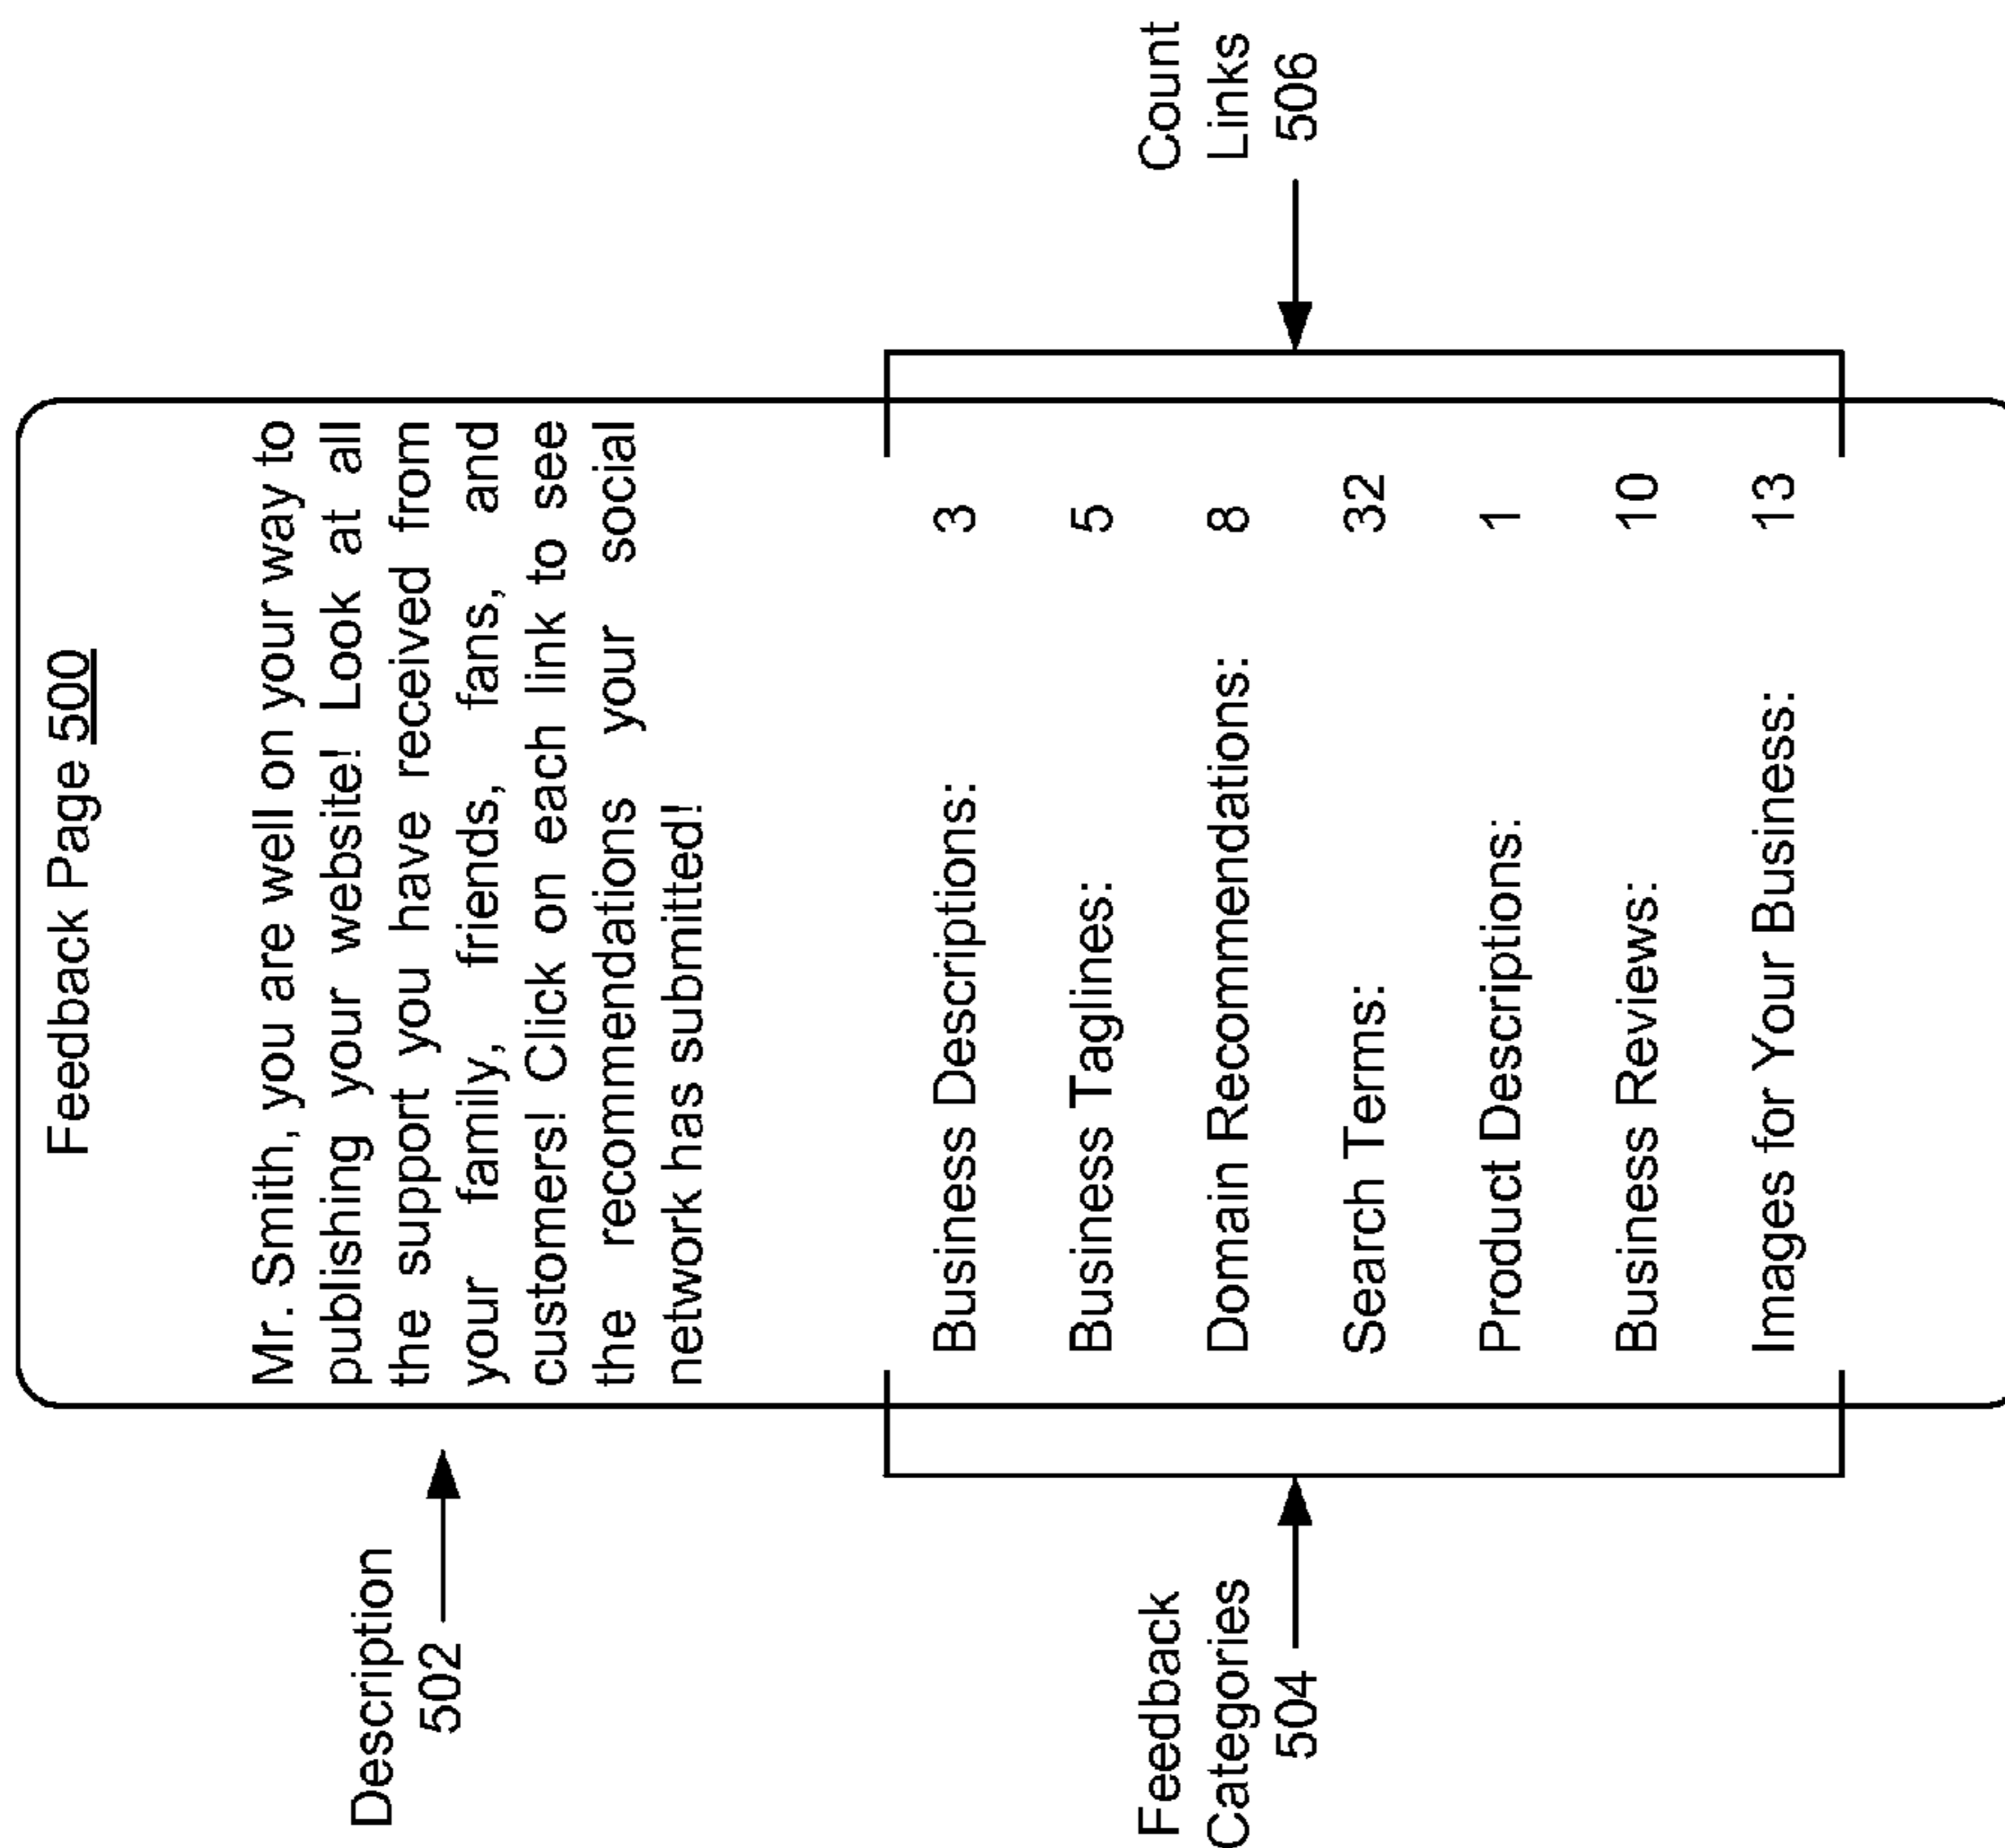 Feedback Page 500
Description
502
Mr. Smith, you are well on your way to
publishing your website! Look at all
the support you have received from
your family, friends, fans, and
customers! Click on each link to see
the recommendations your social
network has submitted!
Feedback
Categories
504
Business Descriptions: 3
Business Taglines: 5
Domain Recommendations: 8
Search Terms: 32
Product Descriptions: 1
Business Reviews: 10
Images for Your Business: 13
Count
Links
506